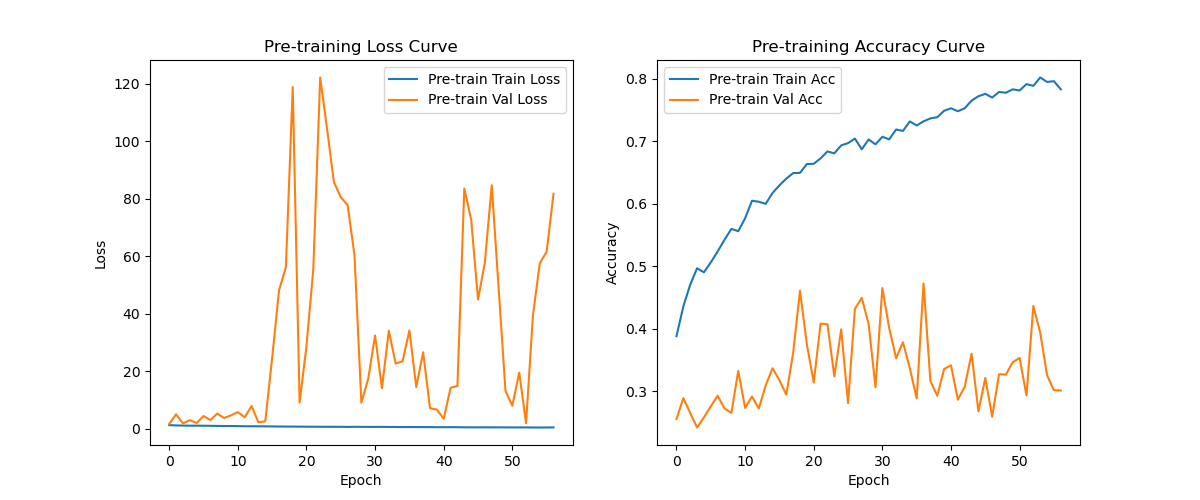 Pre-training Loss Curve
Pre-train Train Loss
Pre-train Val Loss
120
100
80
60
40
20
0
Loss
0 10 20 30 40 50
Epoch
Pre-training Accuracy Curve
Pre-train Train Acc
Pre-train Val Acc
0.8
0.7
0.6
0.5
0.4
0.3
Accuracy
0 10 20 30 40 50
Epoch